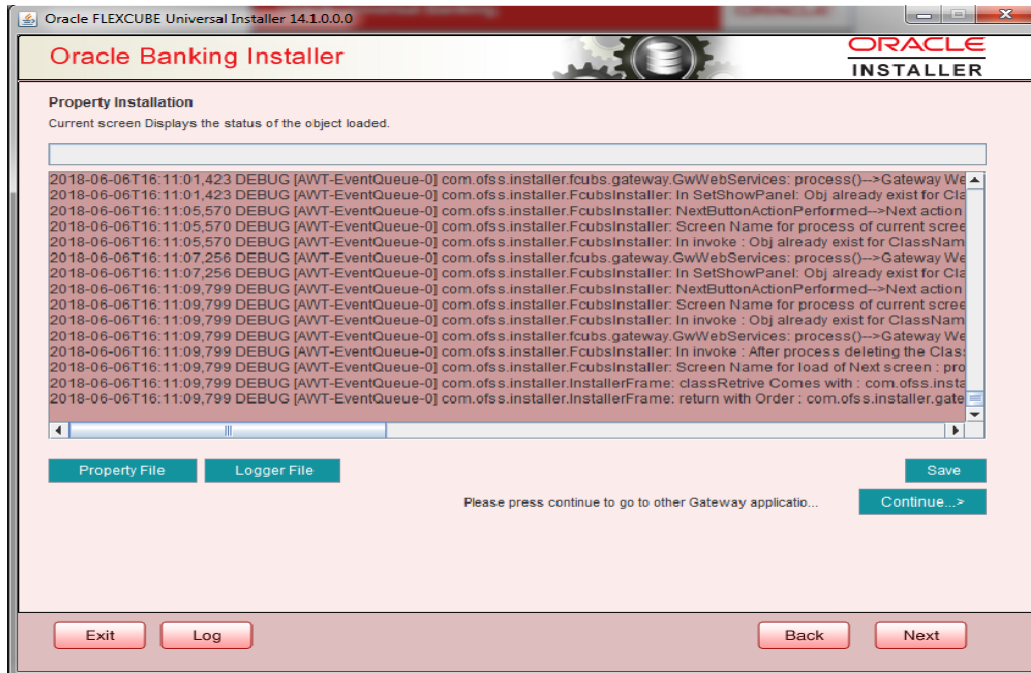 Oracle FLEXCUBE Universal Installer 14.1.0.0.0
Oracle Banking Installer
ORACLE
INSTALLER
Property Installation
Current screen Displays the status of the object loaded.
2018-06-06T16:11:01,423 DEBUG [AWT-EventQueue-0] com.ofss.installer.fcubs.gateway.GwWebServices: process()-->Gateway We
2018-06-06T16:11:01,423 DEBUG [AWT-EventQueue-0] com.ofss.installer.FcubsInstaller: In SetShowPanel: Obj already exist for Cla
2018-06-06T16:11:05,570 DEBUG [AWT-EventQueue-0] com.ofss.installer.FcubsInstaller: NextButtonActionPerformed-->Next action
2018-06-06T16:11:05,570 DEBUG [AWT-EventQueue-0] com.ofss.installer.FcubsInstaller: Screen Name for process of current scree
2018-06-06T16:11:05,570 DEBUG [AWT-EventQueue-0] com.ofss.installer.FcubsInstaller: In invoke : Obj already exist for ClassNam
2018-06-06T16:11:07,256 DEBUG [AWT-EventQueue-0] com.ofss.installer.fcubs.gateway.GwWebServices: process()-->Gateway We
2018-06-06T16:11:07,256 DEBUG [AWT-EventQueue-0] com.ofss.installer.FcubsInstaller: In SetShowPanel: Obj already exist for Cla
2018-06-06T16:11:09,799 DEBUG [AWT-EventQueue-0] com.ofss.installer.FcubsInstaller: NextButtonActionPerformed-->Next action
2018-06-06T16:11:09,799 DEBUG [AWT-EventQueue-0] com.ofss.installer.FcubsInstaller: Screen Name for process of current scree
2018-06-06T16:11:09,799 DEBUG [AWT-EventQueue-0] com.ofss.installer.FcubsInstaller: In invoke : Obj already exist for ClassNam
2018-06-06T16:11:09,799 DEBUG [AWT-EventQueue-0] com.ofss.installer.fcubs.gateway.GwWebServices: process()-->Gateway We
2018-06-06T16:11:09,799 DEBUG [AWT-EventQueue-0] com.ofss.installer.FcubsInstaller: In invoke : After process deleting the Clas
2018-06-06T16:11:09,799 DEBUG [AWT-EventQueue-0] com.ofss.installer.FcubsInstaller: Screen Name for load of Next screen : pro
2018-06-06T16:11:09,799 DEBUG [AWT-EventQueue-0] com.ofss.installer.InstallerFrame: classRetrive Comes with : com.ofss.insta
2018-06-06T16:11:09,799 DEBUG [AWT-EventQueue-0] com.ofss.installer.InstallerFrame: return with Order : com.ofss.installer.gate
Property File
Logger File
Save
Please press continue to go to other Gateway applicatio...
Continue...>
Exit
Log
Back
Next